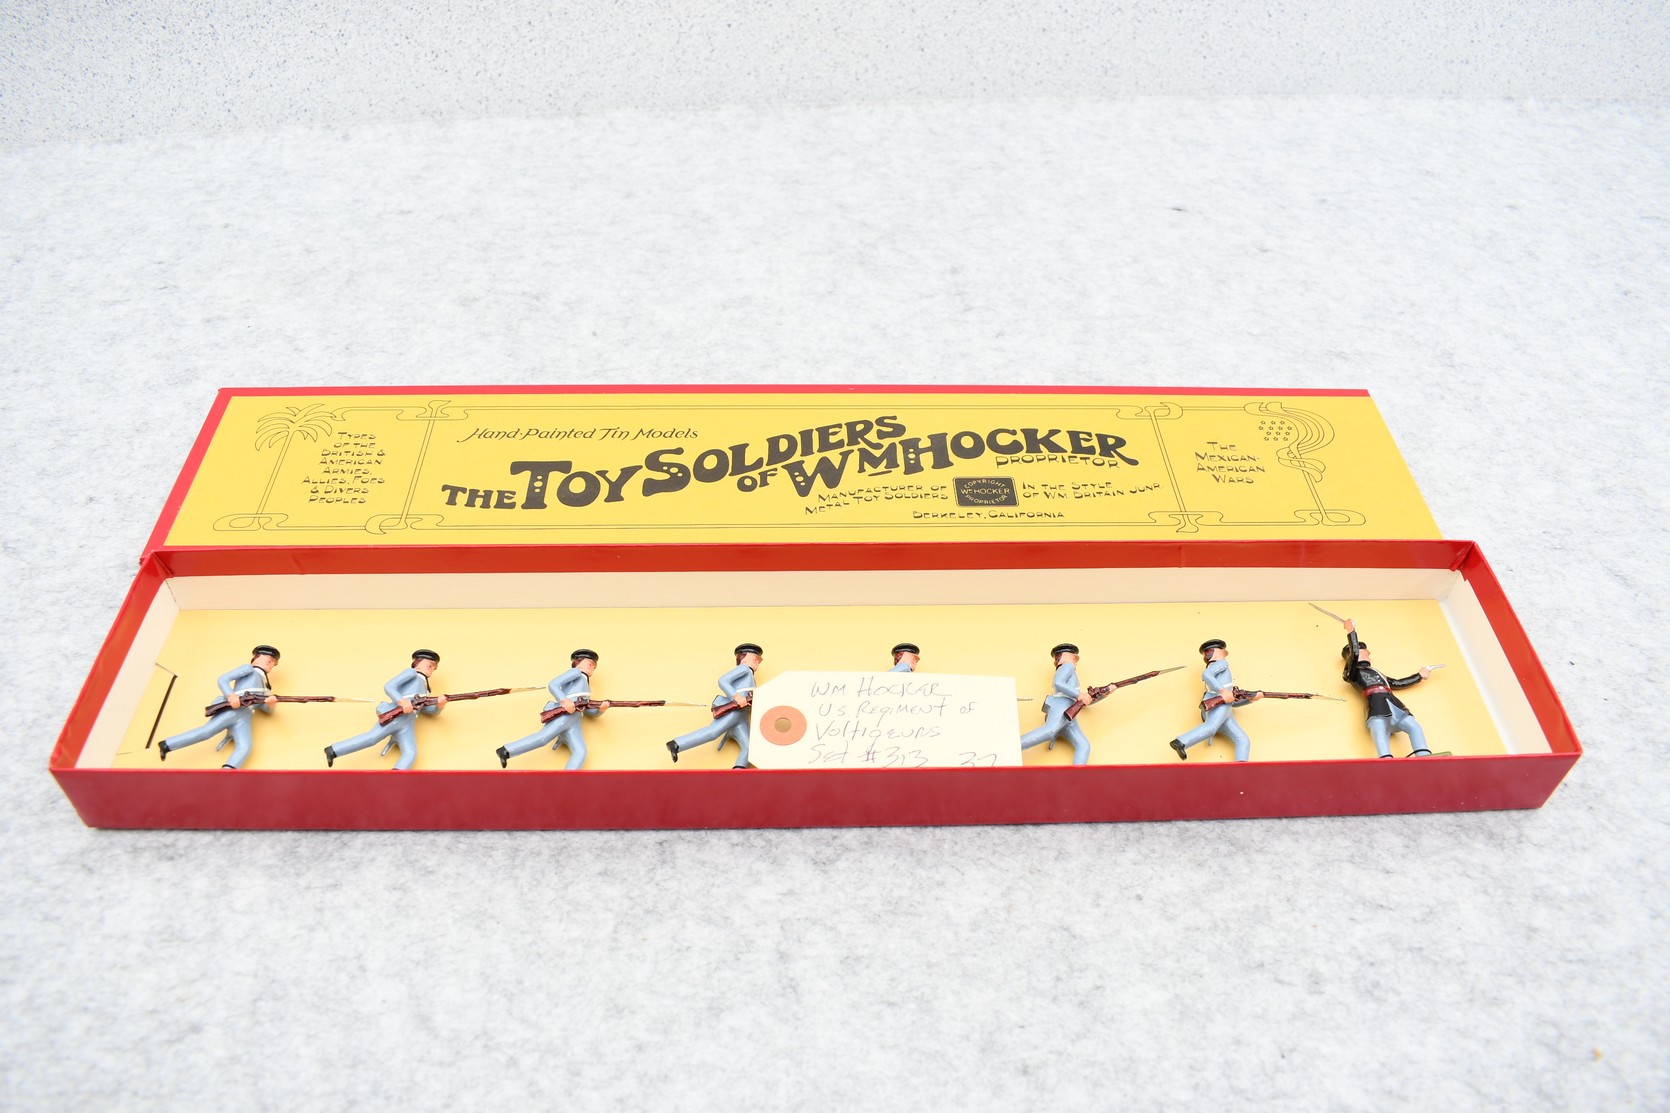 Types
of the
British &
American
Armies,
Allies, Foes
& Divers
Peoples
Hand-Painted Tin Models
The Toy Soldiers
of Wm Hocker
Proprietor
Manufacturer of
Metal Toy Soldiers
Copyright
Wm Hocker
Proprietor
In the Style
of Wm. Britain Junr.
Berkeley, California
The
Mexican-
American
Wars
Wm Hocker
US Regiment of
Voltigeurs
Set #313 37